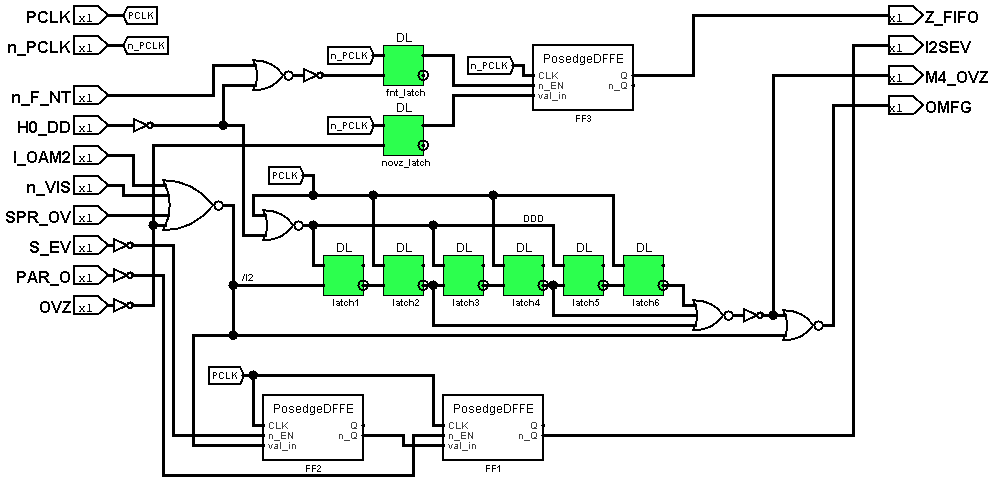 PCLK x1 PCLK
n_PCLK x1 n_PCLK
n_F_NT x1
H0_DD x1
I_OAM2 x1
n_VIS x1
SPR_OV x1
S_EV x1
PAR_O x1
OVZ x1
x1 Z_FIFO
x1 I2SEV
x1 M4_OVZ
x1 OMFG
DL
n_PCLK
fnt_latch
DL
n_PCLK
novz_latch
n_PCLK
PosedgeDFFE
CLK Q
n_EN n_Q
val_in
FF3
PCLK
DDD
/I2
DL DL DL DL DL DL
latch1 latch2 latch3 latch4 latch5 latch6
PCLK
PosedgeDFFE PosedgeDFFE
CLK Q CLK Q
n_EN n_Q n_EN n_Q
val_in val_in
FF2 FF1